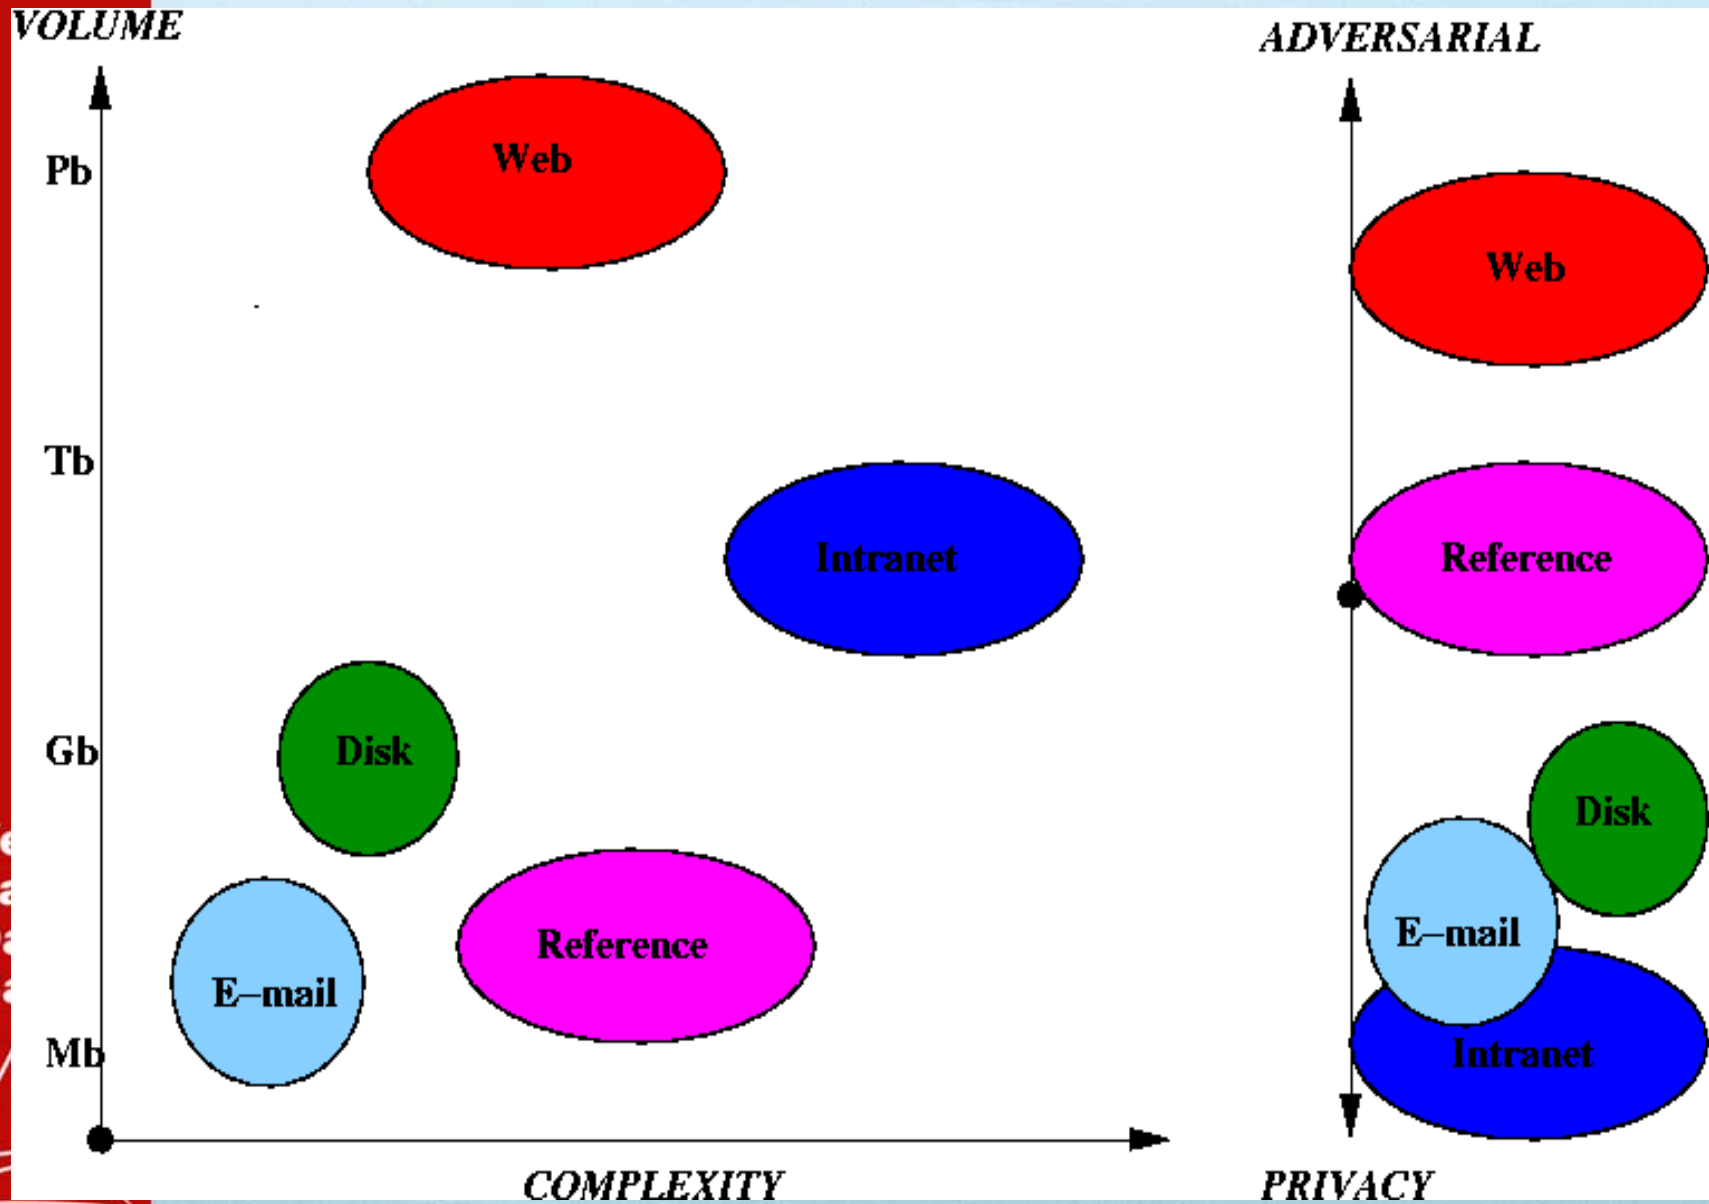 VOLUME
Pb
Tb
Gb
Mb
Web
Intranet
Disk
Reference
E–mail
COMPLEXITY
ADVERSARIAL
Web
Reference
Disk
E–mail
Intranet
PRIVACY